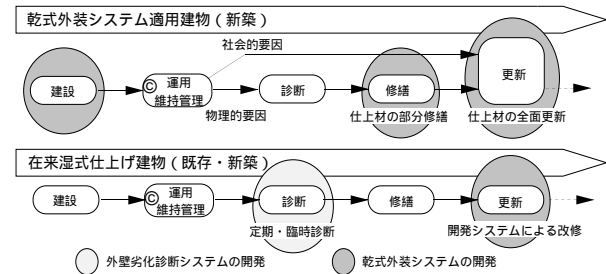 乾式外装システム適用建物（新築）
社会的要因
建設
© 運用
維持管理
診断
修繕
更新
物理的要因
仕上材の部分修繕
仕上材の全面更新
在来湿式仕上げ建物（既存・新築）
建設
© 運用
維持管理
診断
修繕
更新
定期・臨時診断
開発システムによる改修
外壁劣化診断システムの開発
乾式外装システムの開発